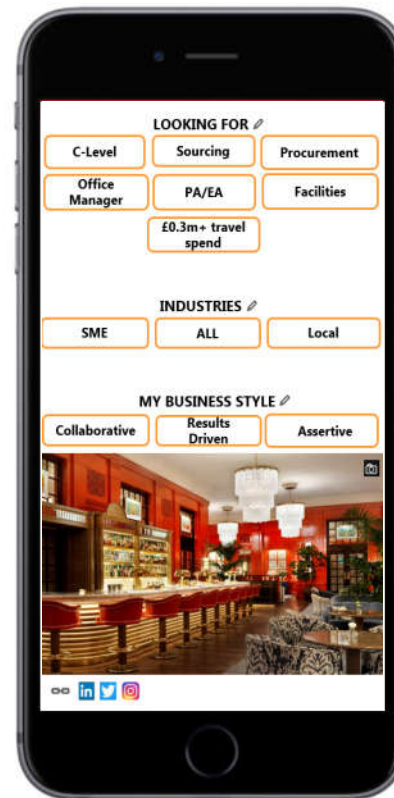 LOOKING FOR
C-Level
Sourcing
Procurement
Office
Manager
PA/EA
Facilities
£0.3m+ travel
spend
INDUSTRIES
SME
ALL
Local
MY BUSINESS STYLE
Collaborative
Results
Driven
Assertive
in